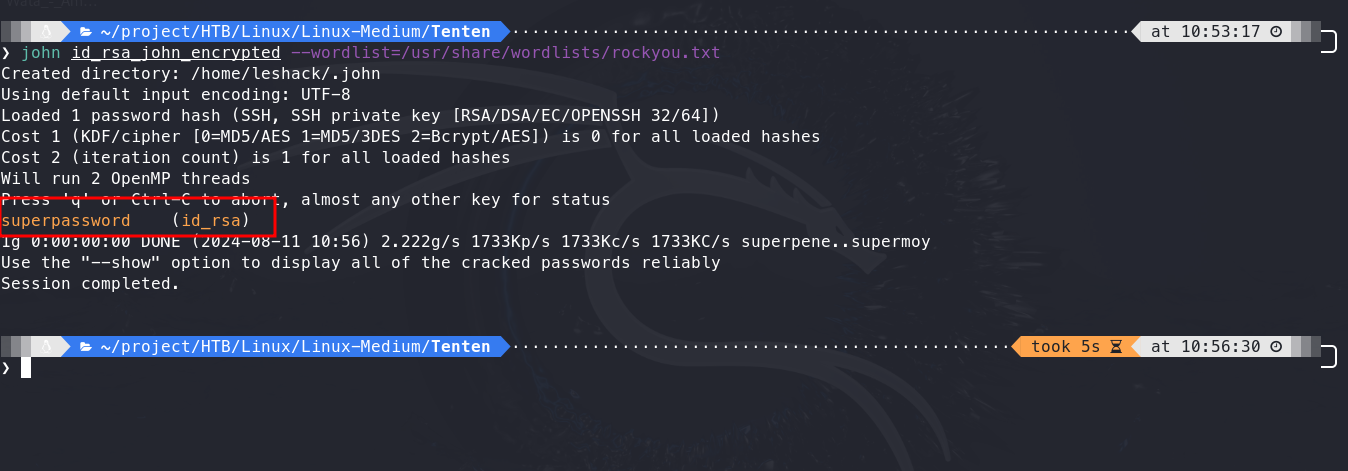 ~/project/HTB/Linux/Linux-Medium/Tenten at 10:53:17
❯ john id_rsa_john_encrypted --wordlist=/usr/share/wordlists/rockyou.txt
Created directory: /home/leshack/.john
Using default input encoding: UTF-8
Loaded 1 password hash (SSH, SSH private key [RSA/DSA/EC/OPENSSH 32/64])
Cost 1 (KDF/cipher [0=MD5/AES 1=MD5/3DES 2=Bcrypt/AES]) is 0 for all loaded hashes
Cost 2 (iteration count) is 1 for all loaded hashes
Will run 2 OpenMP threads
Press 'q' or Ctrl-C to abort, almost any other key for status
superpassword    (id_rsa)
1g 0:00:00:00 DONE (2024-08-11 10:56) 2.222g/s 1733Kp/s 1733Kc/s 1733KC/s superpene..supermoy
Use the "--show" option to display all of the cracked passwords reliably
Session completed.
~/project/HTB/Linux/Linux-Medium/Tenten took 5s at 10:56:30
❯